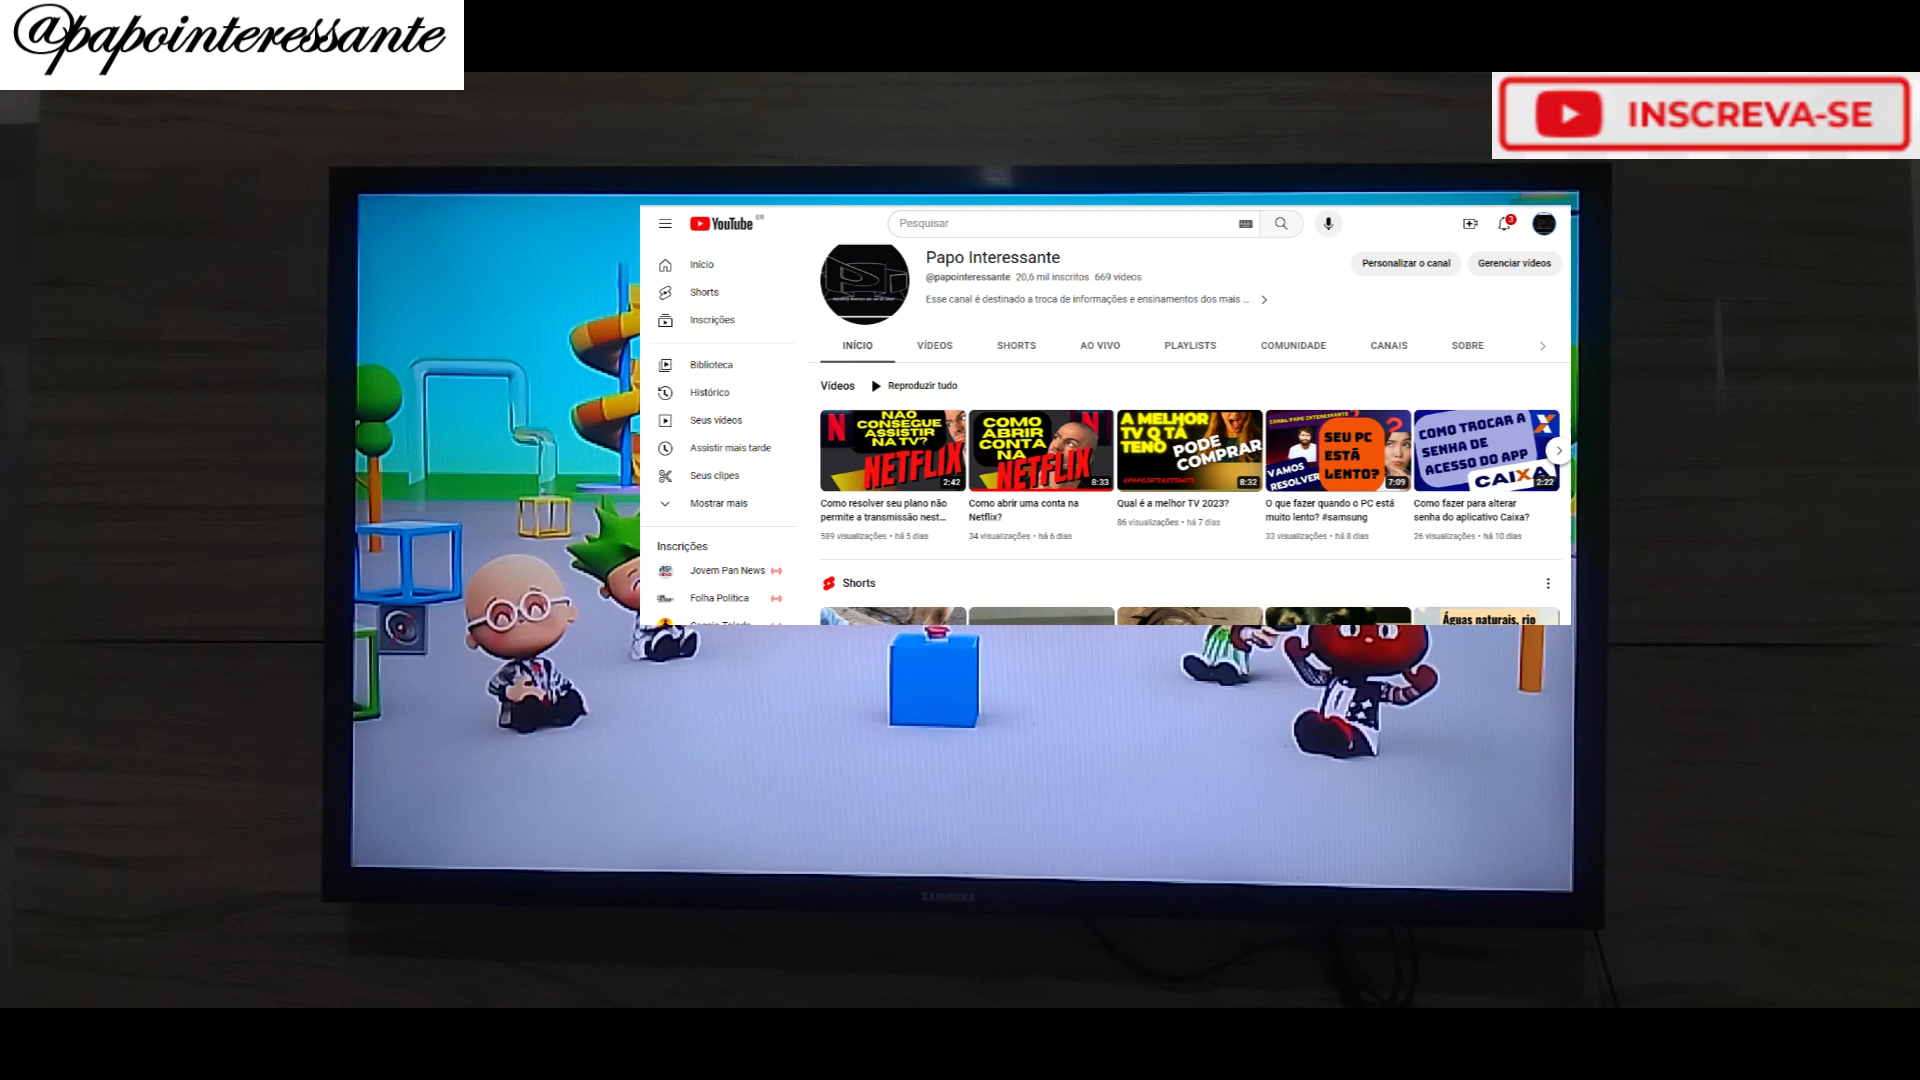 @papointeressante
INSCREVA-SE
YouTube BR
Pesquisar
3
Início
Shorts
Inscrições
Biblioteca
Histórico
Seus vídeos
Assistir mais tarde
Seus clipes
Mostrar mais
Inscrições
Jovem Pan News
Folha Política
Papo Interessante
@papointeressante 20,6 mil inscritos 669 vídeos
Esse canal é destinado a troca de informações e ensinamentos dos mais ...
Personalizar o canal
Gerenciar vídeos
INÍCIO VÍDEOS SHORTS AO VIVO PLAYLISTS COMUNIDADE CANAIS SOBRE
Vídeos Reproduzir tudo
N
NÃO
CONSEGUE
ASSISTIR
NA TV?
NETFLIX
2:42
Como resolver seu plano não
permite a transmissão nest...
589 visualizações • há 5 dias
COMO
ABRIR
CONTA
NA
NETFLIX
8:33
Como abrir uma conta na
Netflix?
34 visualizações • há 6 dias
A MELHOR
TV Q TÁ
TENO
PODE
COMPRAR
@PAPOINTERESSANTE
8:32
Qual é a melhor TV 2023?
86 visualizações • há 7 dias
CANAL PAPO INTERESSANTE
SEU PC
ESTÁ
LENTO?
VAMOS
RESOLVER
7:09
O que fazer quando o PC está
muito lento? #samsung
33 visualizações • há 8 dias
COMO TROCAR A
SENHA DE
ACESSO DO APP
CAIXA
2:22
Como fazer para alterar
senha do aplicativo Caixa?
26 visualizações • há 10 dias
Shorts
Águas naturais, rio
SAMSUNG